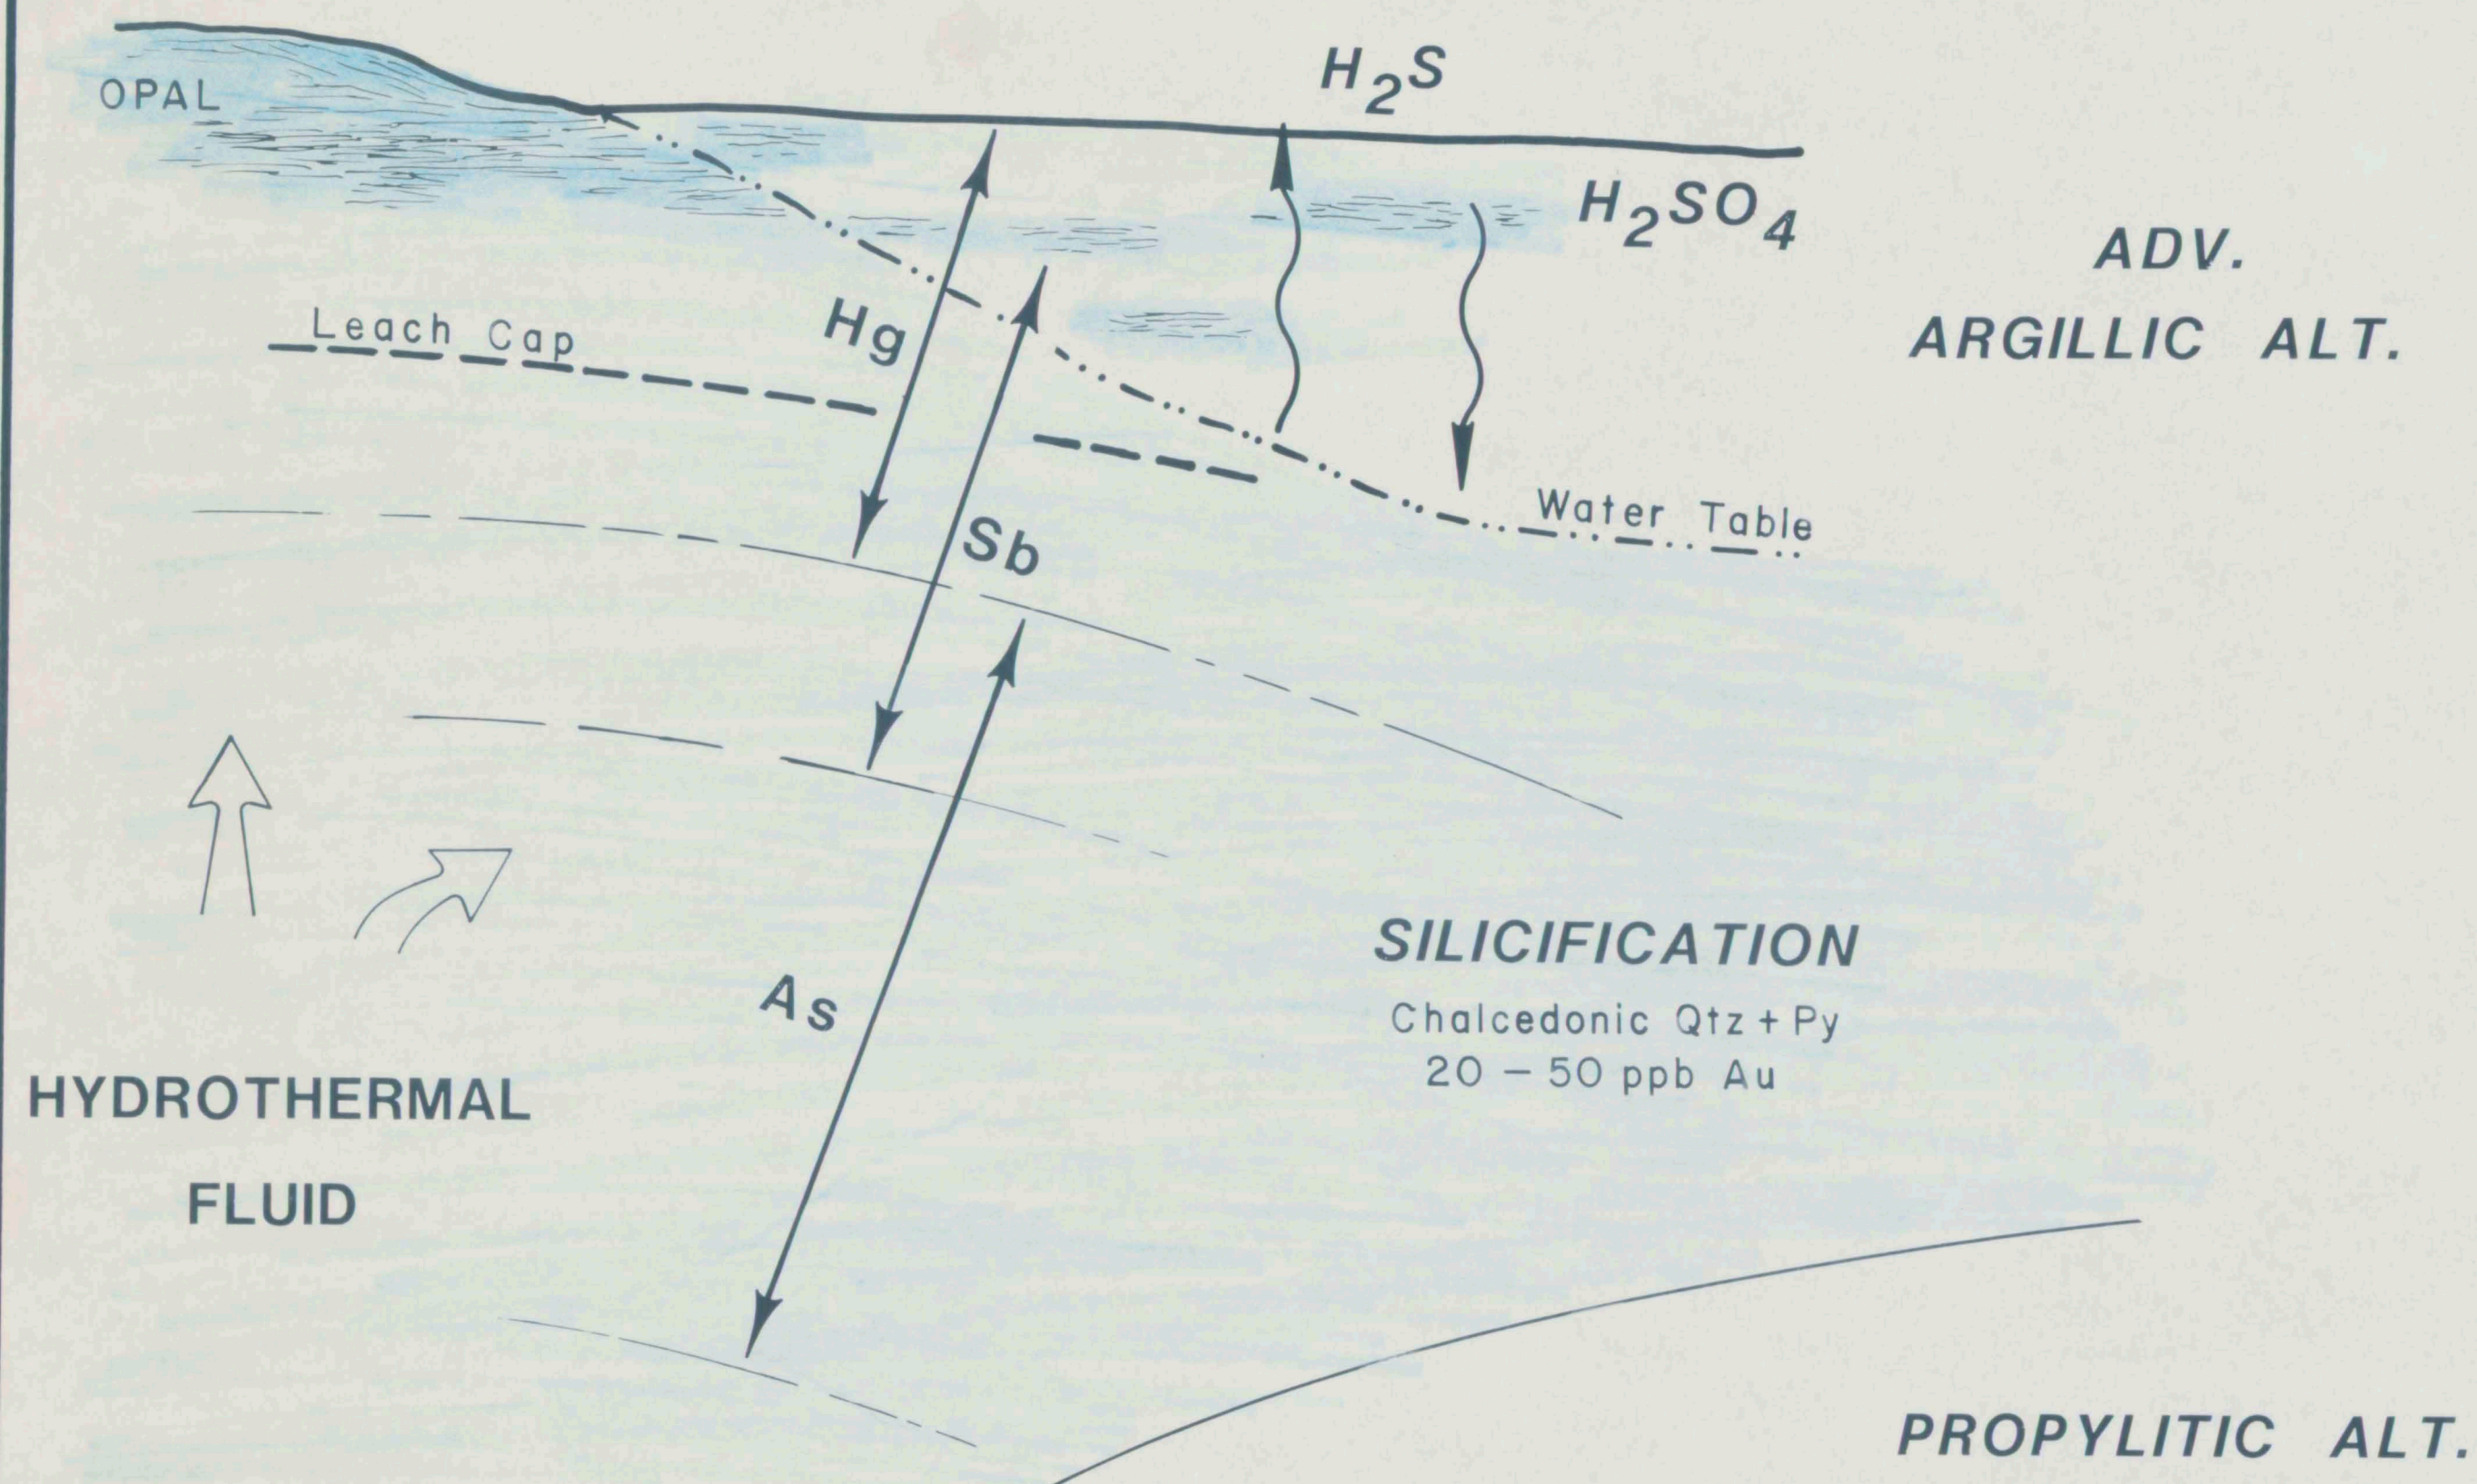 H2S
OPAL
H2SO4
ADV.
ARGILLIC ALT.
Hg
Leach Cap
Water Table
Sb
SILICIFICATION
As
Chalcedonic Qtz + Py
20 – 50 ppb Au
HYDROTHERMAL
FLUID
PROPYLITIC ALT.